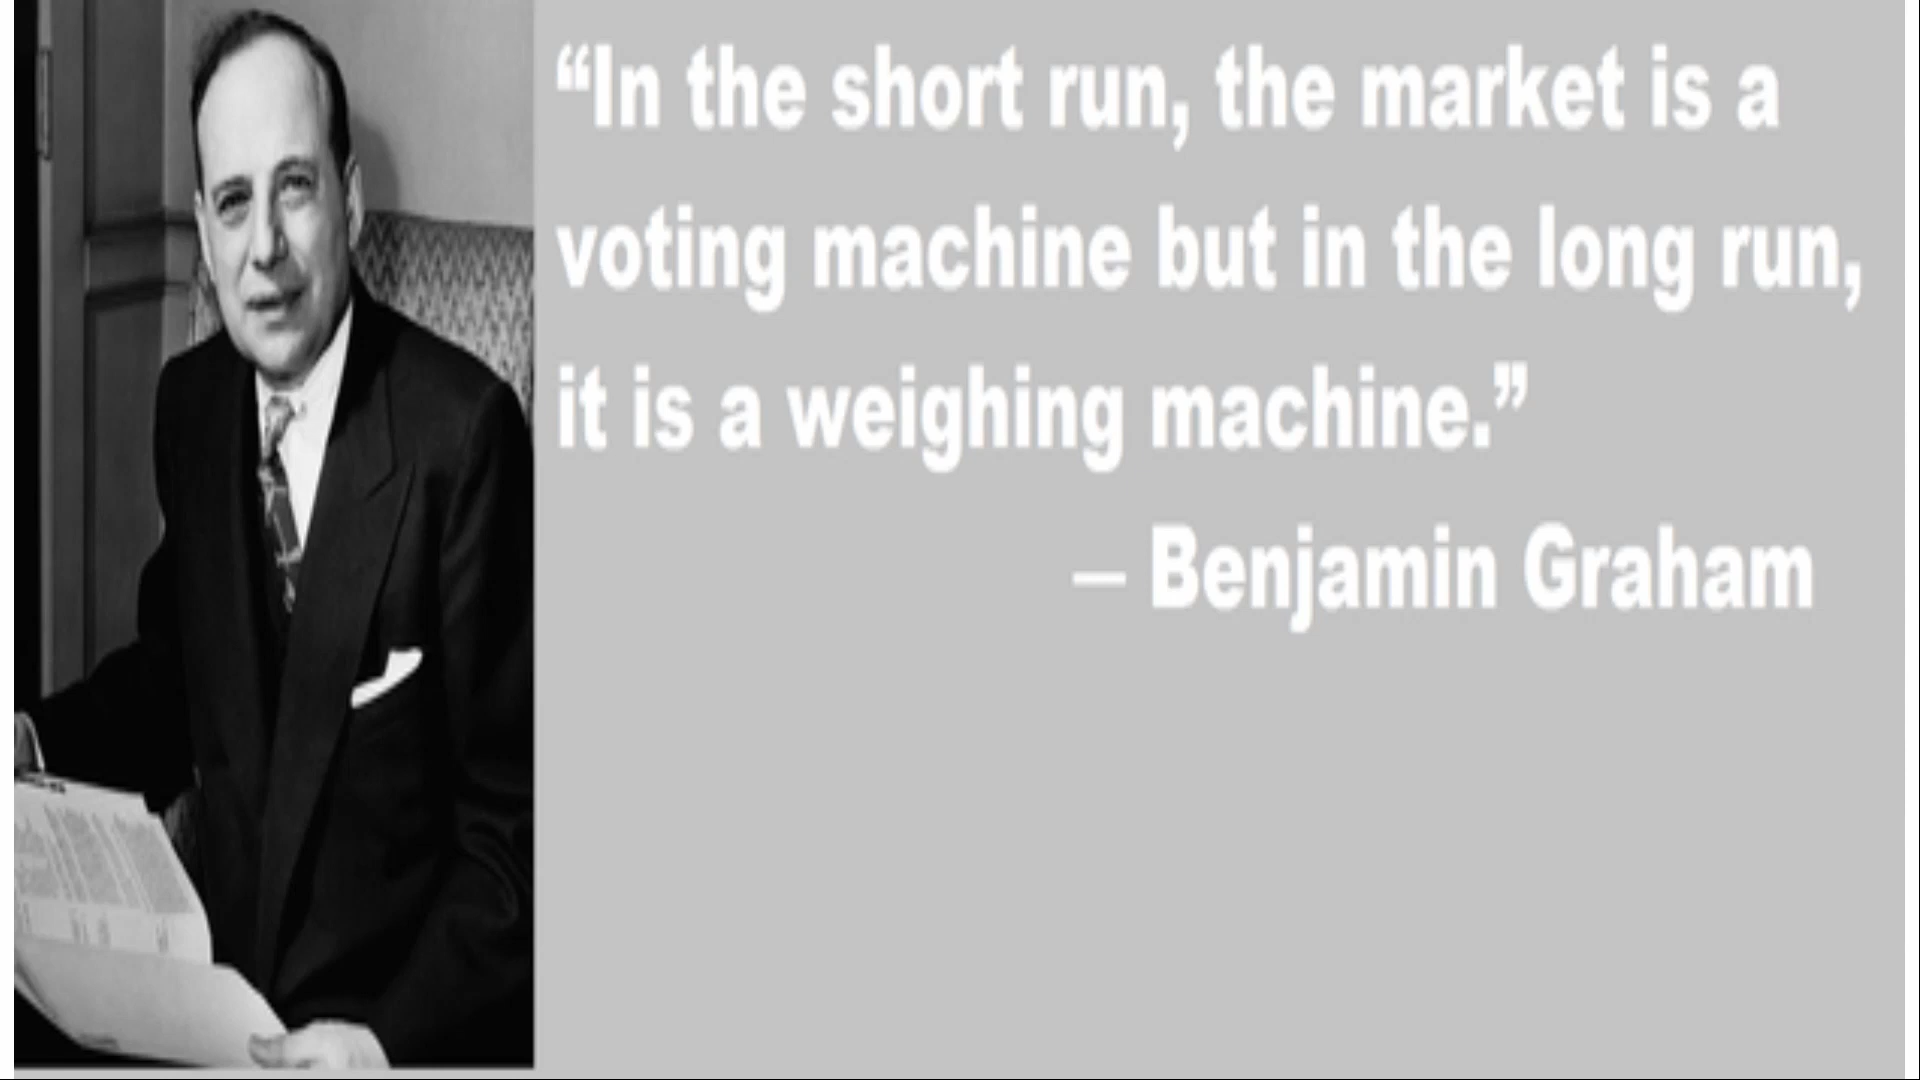 “In the short run, the market is a
voting machine but in the long run,
it is a weighing machine.”
– Benjamin Graham